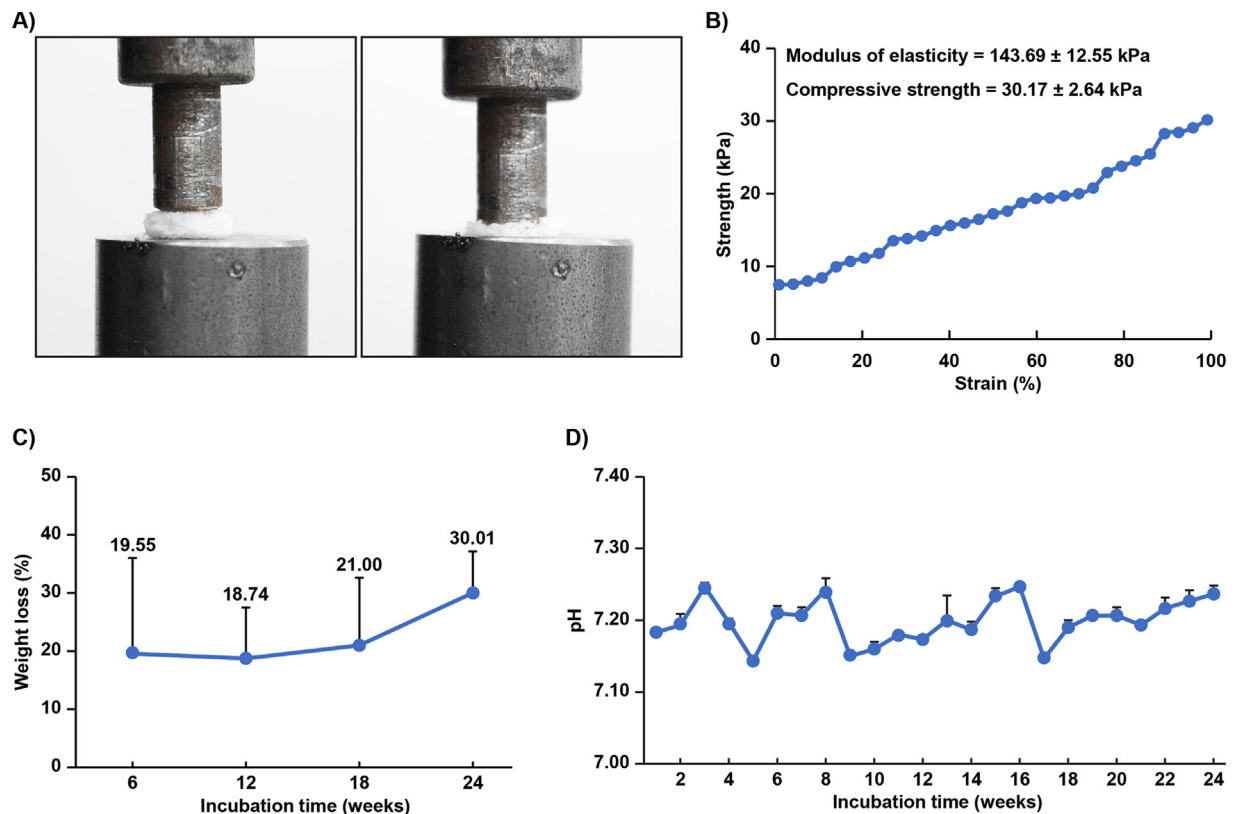 A)
B)
Modulus of elasticity = 143.69 ± 12.55 kPa
Compressive strength = 30.17 ± 2.64 kPa
Strength (kPa)
40
30
20
10
0
0 20 40 60 80 100
Strain (%)
C)
Weight loss (%)
50
40
30
20
10
0
19.55
18.74
21.00
30.01
6 12 18 24
Incubation time (weeks)
D)
pH
7.40
7.30
7.20
7.10
7.00
2 4 6 8 10 12 14 16 18 20 22 24
Incubation time (weeks)